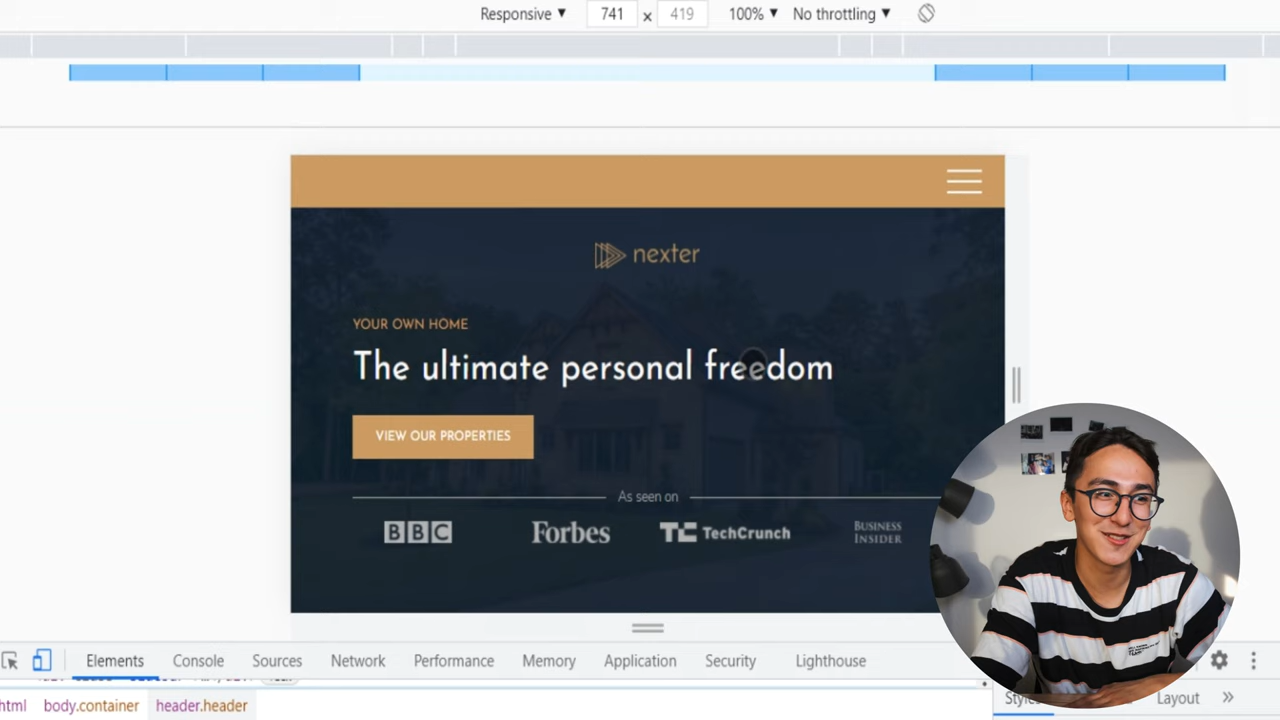 Responsive ▼ 741 x 419 100% ▼ No throttling ▼
nexter
YOUR OWN HOME
The ultimate personal freedom
VIEW OUR PROPERTIES
As seen on
BBC Forbes TC TechCrunch BUSINESS INSIDER
Elements Console Sources Network Performance Memory Application Security Lighthouse
html body.container header.header
Layout »